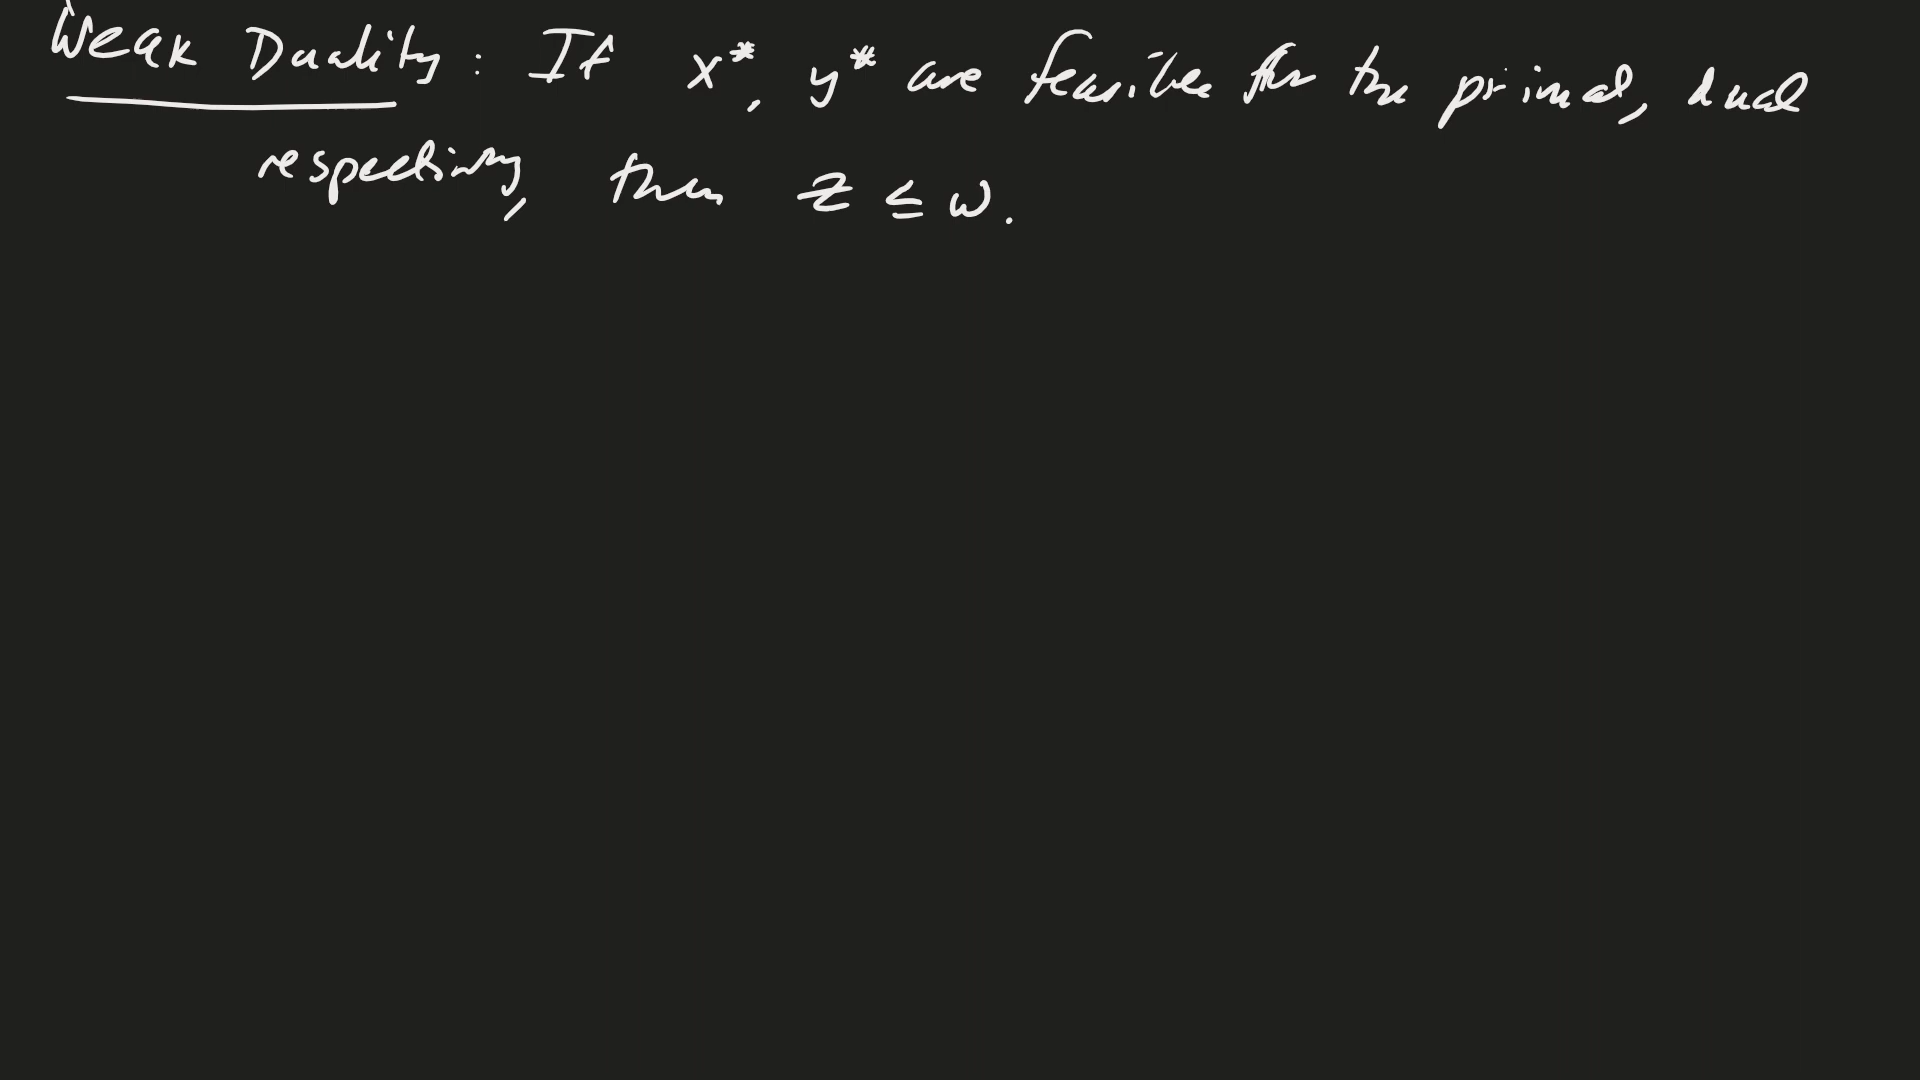 Weak Duality: If x*, y* are feasible for the primal, dual
respectively, then z ≤ w.